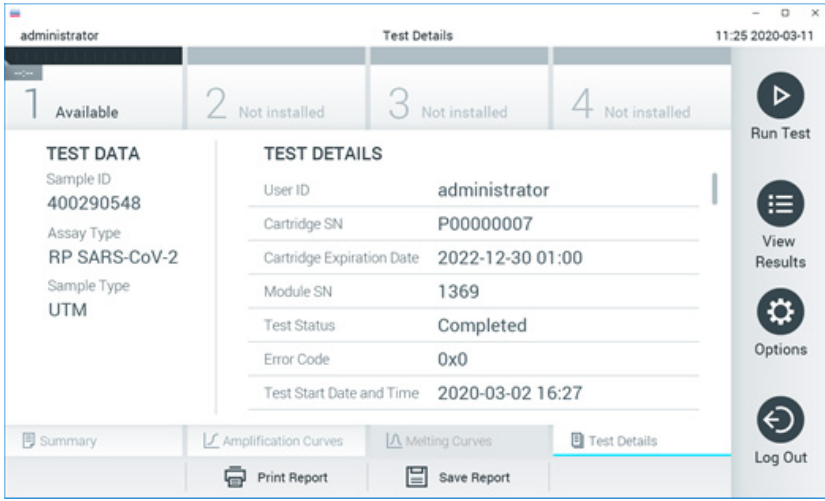 administrator Test Details 11:25 2020-03-11
--:--
1 Available 2 Not installed 3 Not installed 4 Not installed
Run Test
TEST DATA
Sample ID
400290548
Assay Type
RP SARS-CoV-2
Sample Type
UTM
TEST DETAILS
User ID administrator
Cartridge SN P00000007
Cartridge Expiration Date 2022-12-30 01:00
Module SN 1369
Test Status Completed
Error Code 0x0
Test Start Date and Time 2020-03-02 16:27
View
Results
Options
Log Out
Summary Amplification Curves Melting Curves Test Details
Print Report Save Report